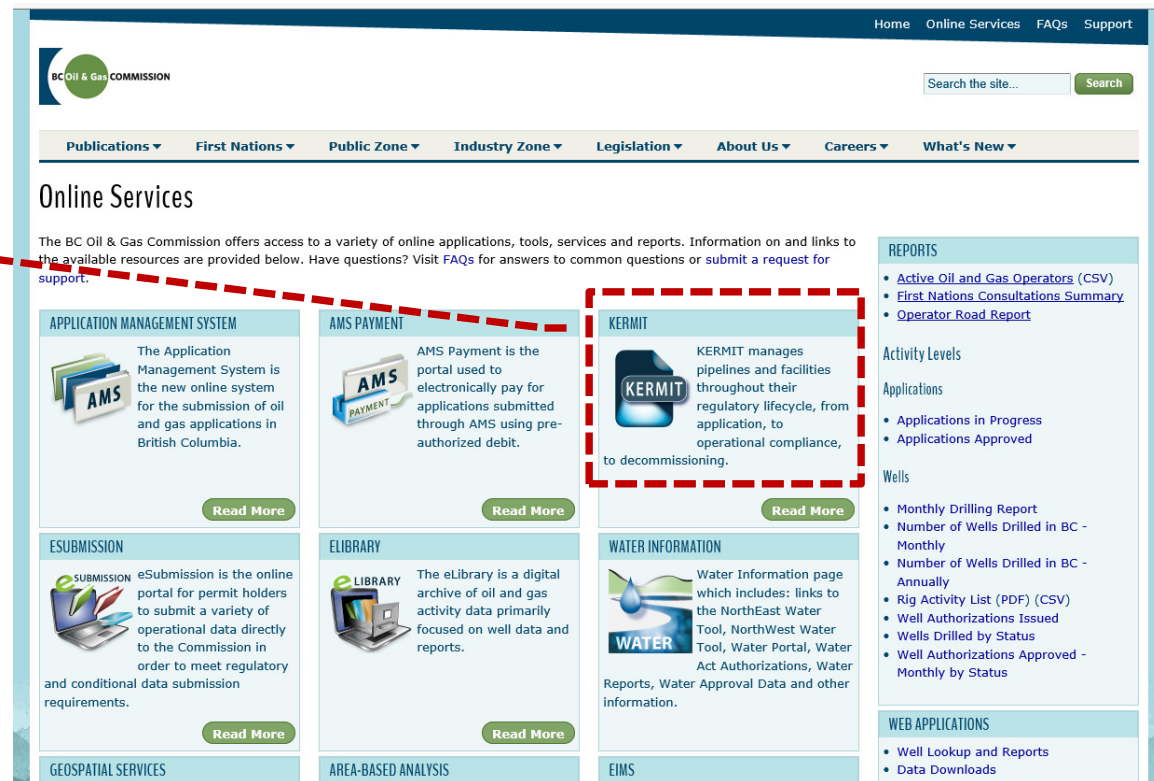 Home Online Services FAQs Support
BC Oil & Gas COMMISSION
Search the site... Search
Publications First Nations Public Zone Industry Zone Legislation About Us Careers What's New
Online Services
The BC Oil & Gas Commission offers access to a variety of online applications, tools, services and reports. Information on and links to
the available resources are provided below. Have questions? Visit FAQs for answers to common questions or submit a request for
support.
APPLICATION MANAGEMENT SYSTEM
AMS
The Application
Management System is
the new online system
for the submission of oil
and gas applications in
British Columbia.
Read More
AMS PAYMENT
AMS
PAYMENT
AMS Payment is the
portal used to
electronically pay for
applications submitted
through AMS using pre-
authorized debit.
Read More
KERMIT
KERMIT
KERMIT manages
pipelines and facilities
throughout their
regulatory lifecycle, from
application, to
operational compliance,
to decommissioning.
Read More
ESUBMISSION
eSUBMISSION
eSubmission is the online
portal for permit holders
to submit a variety of
operational data directly
to the Commission in
order to meet regulatory
and conditional data submission
requirements.
Read More
ELIBRARY
eLIBRARY
The eLibrary is a digital
archive of oil and gas
activity data primarily
focused on well data and
reports.
Read More
WATER INFORMATION
WATER
Water Information page
which includes: links to
the NorthEast Water
Tool, NorthWest Water
Tool, Water Portal, Water
Act Authorizations, Water
Reports, Water Approval Data and other
information.
GEOSPATIAL SERVICES
AREA-BASED ANALYSIS
EIMS
REPORTS
Active Oil and Gas Operators (CSV)
First Nations Consultations Summary
Operator Road Report
Activity Levels
Applications
Applications in Progress
Applications Approved
Wells
Monthly Drilling Report
Number of Wells Drilled in BC -
Monthly
Number of Wells Drilled in BC -
Annually
Rig Activity List (PDF) (CSV)
Well Authorizations Issued
Wells Drilled by Status
Well Authorizations Approved -
Monthly by Status
WEB APPLICATIONS
Well Lookup and Reports
Data Downloads